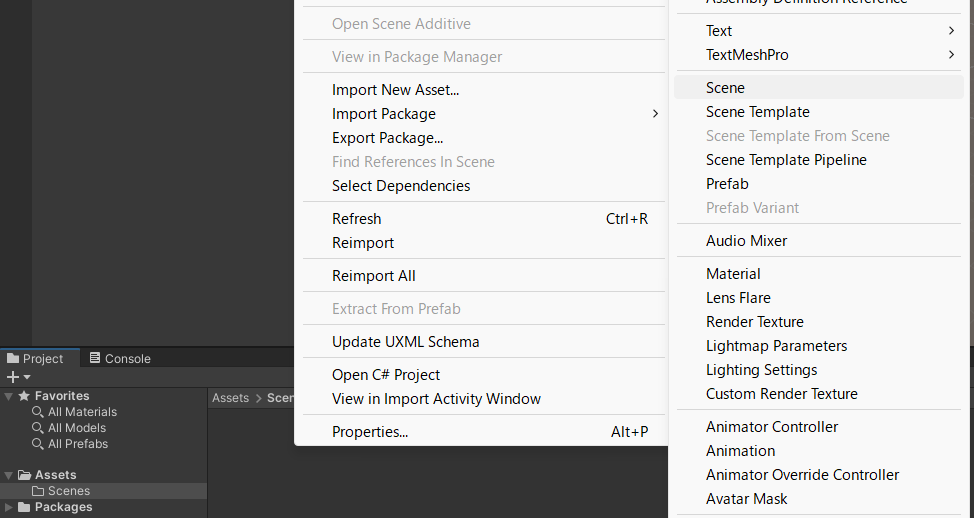 Open Scene Additive
View in Package Manager
Import New Asset...
Import Package
Export Package...
Find References In Scene
Select Dependencies
Refresh Ctrl+R
Reimport
Reimport All
Extract From Prefab
Update UXML Schema
Open C# Project
View in Import Activity Window
Properties... Alt+P
Assembly Definition Reference
Text
TextMeshPro
Scene
Scene Template
Scene Template From Scene
Scene Template Pipeline
Prefab
Prefab Variant
Audio Mixer
Material
Lens Flare
Render Texture
Lightmap Parameters
Lighting Settings
Custom Render Texture
Animator Controller
Animation
Animator Override Controller
Avatar Mask
Project Console
Favorites
All Materials
All Models
All Prefabs
Assets
Scenes
Packages
Assets > Scen